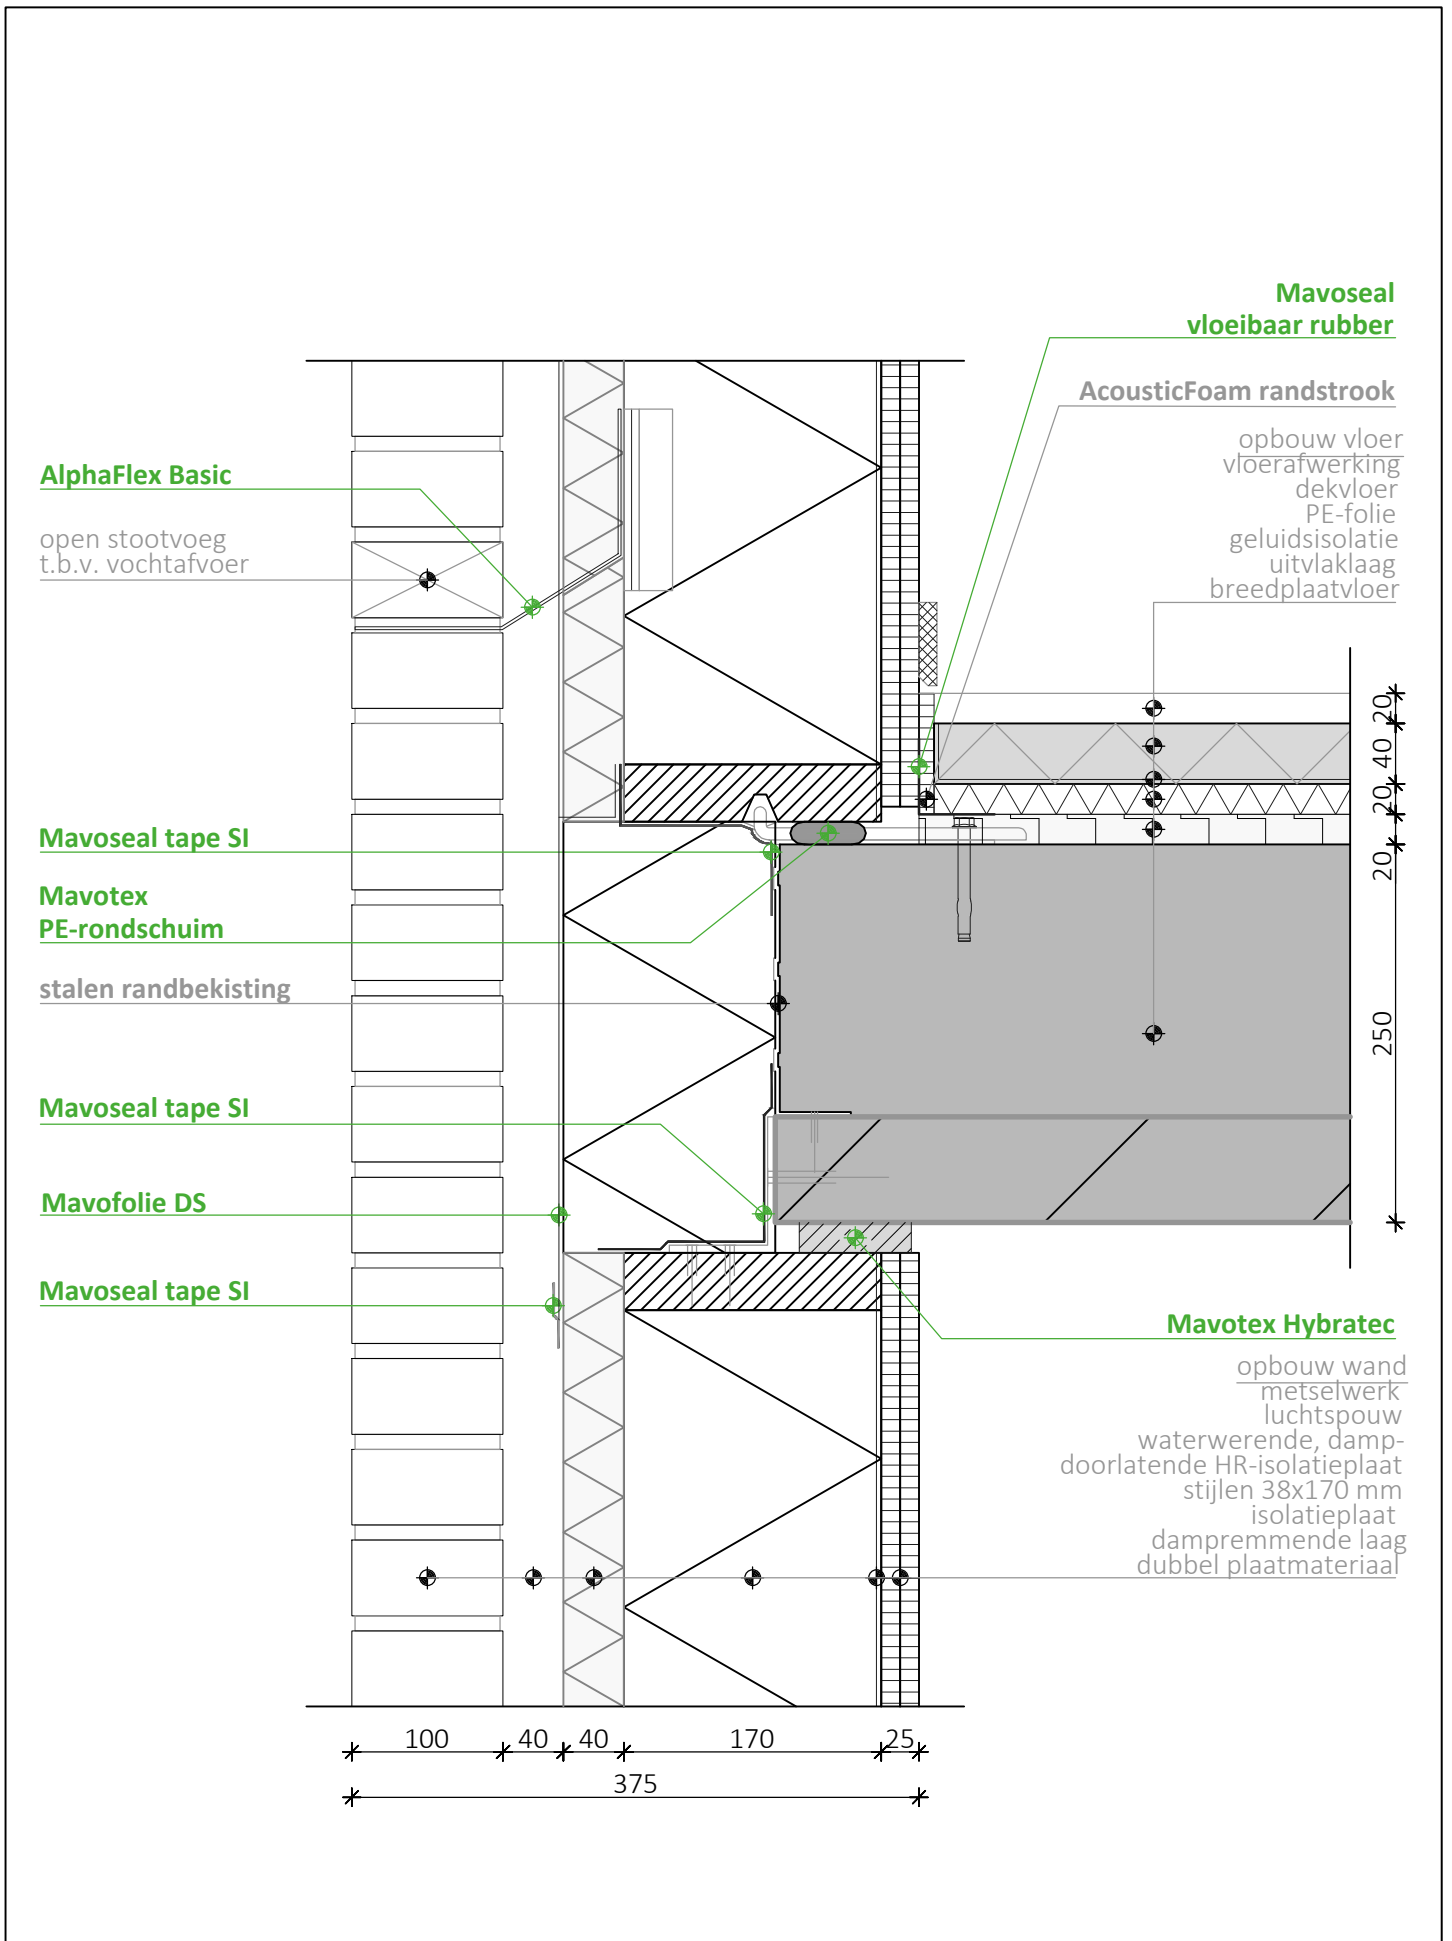 Mavoseal
vloeibaar rubber
AcousticFoam randstrook
opbouw vloer
vloerafwerking
dekvloer
PE-folie
geluidsisolatie
uitvlaklaag
breedplaatvloer
AlphaFlex Basic
open stootvoeg
t.b.v. vochtafvoer
20
40
20
20
250
Mavoseal tape SI
Mavotex
PE-rondschuim
stalen randbekisting
Mavoseal tape SI
Mavofolie DS
Mavoseal tape SI
Mavotex Hybratec
opbouw wand
metselwerk
luchtspouw
waterwerende, damp-
doorlatende HR-isolatieplaat
stijlen 38x170 mm
isolatieplaat
dampremmende laag
dubbel plaatmateriaal
100 40 40 170 25
375